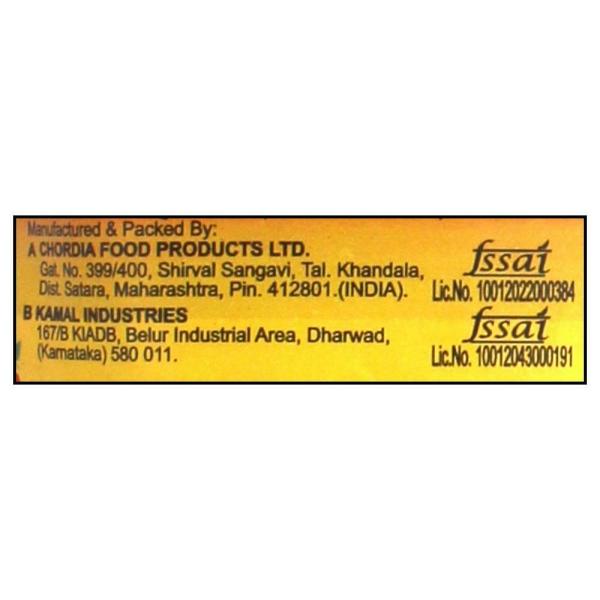 Manufactured & Packed By:
A CHORDIA FOOD PRODUCTS LTD.
Gat. No. 399/400, Shirval Sangavi, Tal. Khandala,
Dist. Satara, Maharashtra, Pin. 412801.(INDIA).
fssai
Lic.No. 10012022000384
B KAMAL INDUSTRIES
167/B KIADB, Belur Industrial Area, Dharwad,
(Karnataka) 580 011.
fssai
Lic.No. 10012043000191